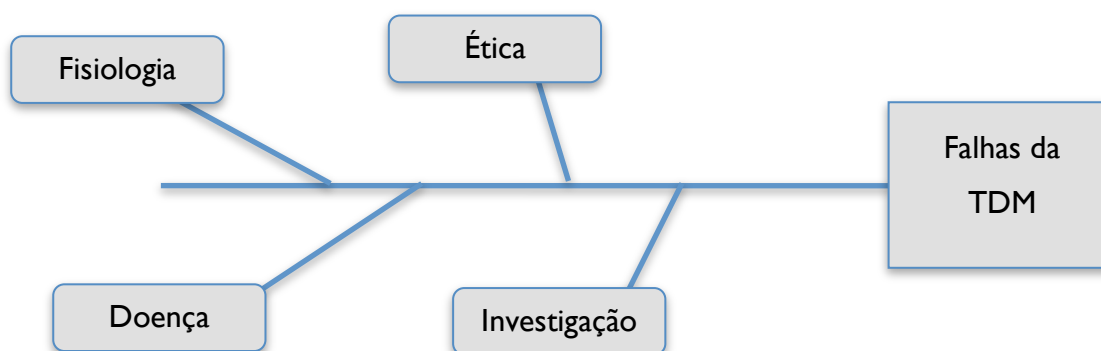 Ética
Fisiologia
Falhas da
TDM
Doença
Investigação